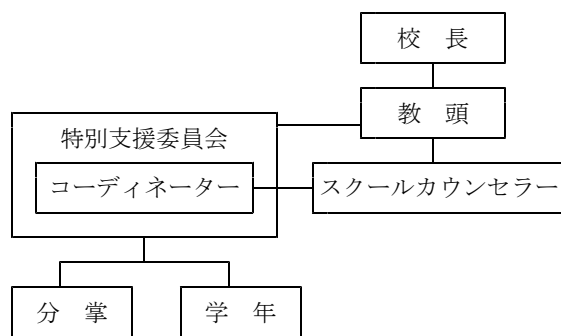 校　長
教　頭
特別支援委員会
コーディネーター
スクールカウンセラー
分　掌
学　年